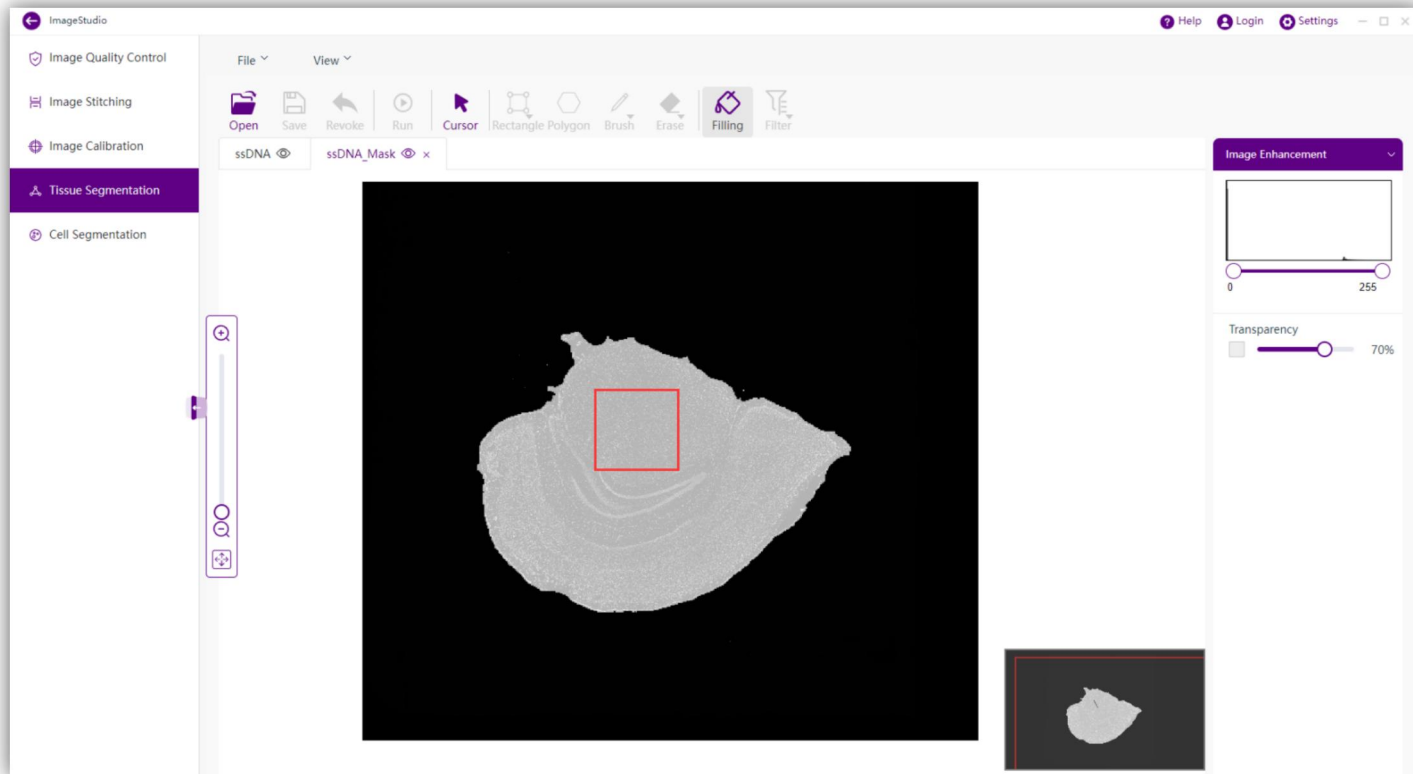 ImageStudio
Help Login Settings
Image Quality Control
Image Stitching
Image Calibration
Tissue Segmentation
Cell Segmentation
File View
Open Save Revoke Run Cursor Rectangle Polygon Brush Erase Filling Filter
ssDNA ssDNA_Mask ×
Image Enhancement
0 255
Transparency
70%